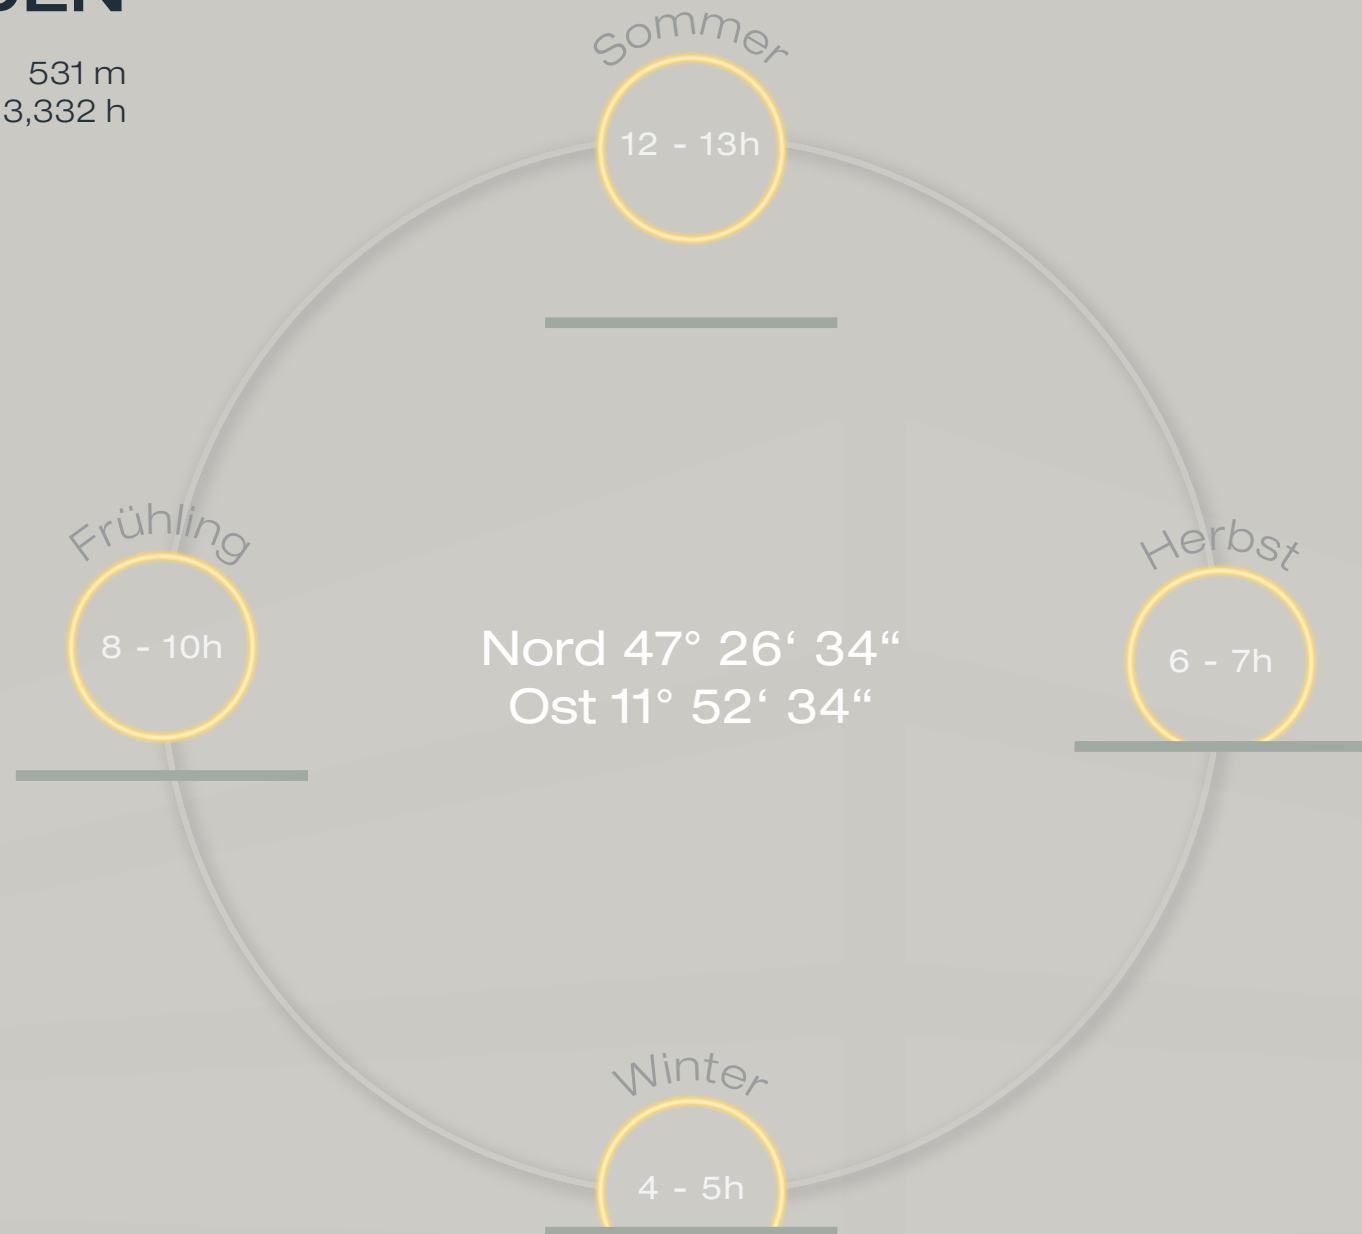 531 m
3,332 h
Sommer
12 - 13h
Frühling
8 - 10h
Herbst
6 - 7h
Nord 47° 26‘ 34“
Ost 11° 52‘ 34“
Winter
4 - 5h